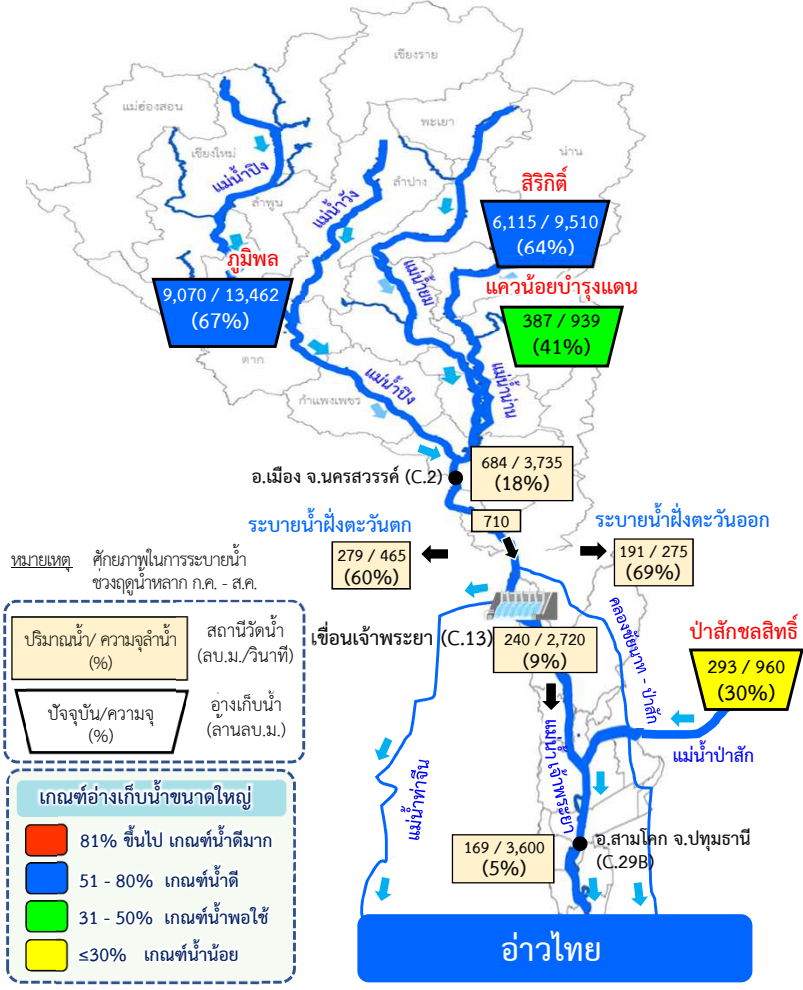 เชียงราย
แม่ฮ่องสอน
พะเยา
เชียงใหม่
น่าน
แม่น้ำปิง
ลำปาง
ลำพูน
แม่น้ำวัง
สิริกิติ์
6,115 / 9,510
(64%)
ภูมิพล
9,070 / 13,462
(67%)
แม่น้ำยม
แควน้อยบำรุงแดน
387 / 939
(41%)
ตาก
แม่น้ำปิง
แม่น้ำน่าน
กำแพงเพชร
อ.เมือง จ.นครสวรรค์ (C.2)
684 / 3,735
(18%)
710
ระบายน้ำฝั่งตะวันตก
279 / 465
(60%)
ระบายน้ำฝั่งตะวันออก
191 / 275
(69%)
หมายเหตุ ศักยภาพในการระบายน้ำ
ช่วงฤดูน้ำหลาก ก.ค. - ส.ค.
ปริมาณน้ำ/ ความจุลำน้ำ
(%)
สถานีวัดน้ำ
(ลบ.ม./วินาที)
ปัจจุบัน/ความจุ
(%)
อ่างเก็บน้ำ
(ล้านลบ.ม.)
เขื่อนเจ้าพระยา (C.13)
240 / 2,720
(9%)
คลองชัยนาท - ป่าสัก
ป่าสักชลสิทธิ์
293 / 960
(30%)
แม่น้ำป่าสัก
แม่น้ำเจ้าพระยา
แม่น้ำท่าจีน
เกณฑ์อ่างเก็บน้ำขนาดใหญ่
81% ขึ้นไป เกณฑ์น้ำดีมาก
51 - 80% เกณฑ์น้ำดี
31 - 50% เกณฑ์น้ำพอใช้
≤30% เกณฑ์น้ำน้อย
169 / 3,600
(5%)
อ.สามโคก จ.ปทุมธานี
(C.29B)
อ่าวไทย